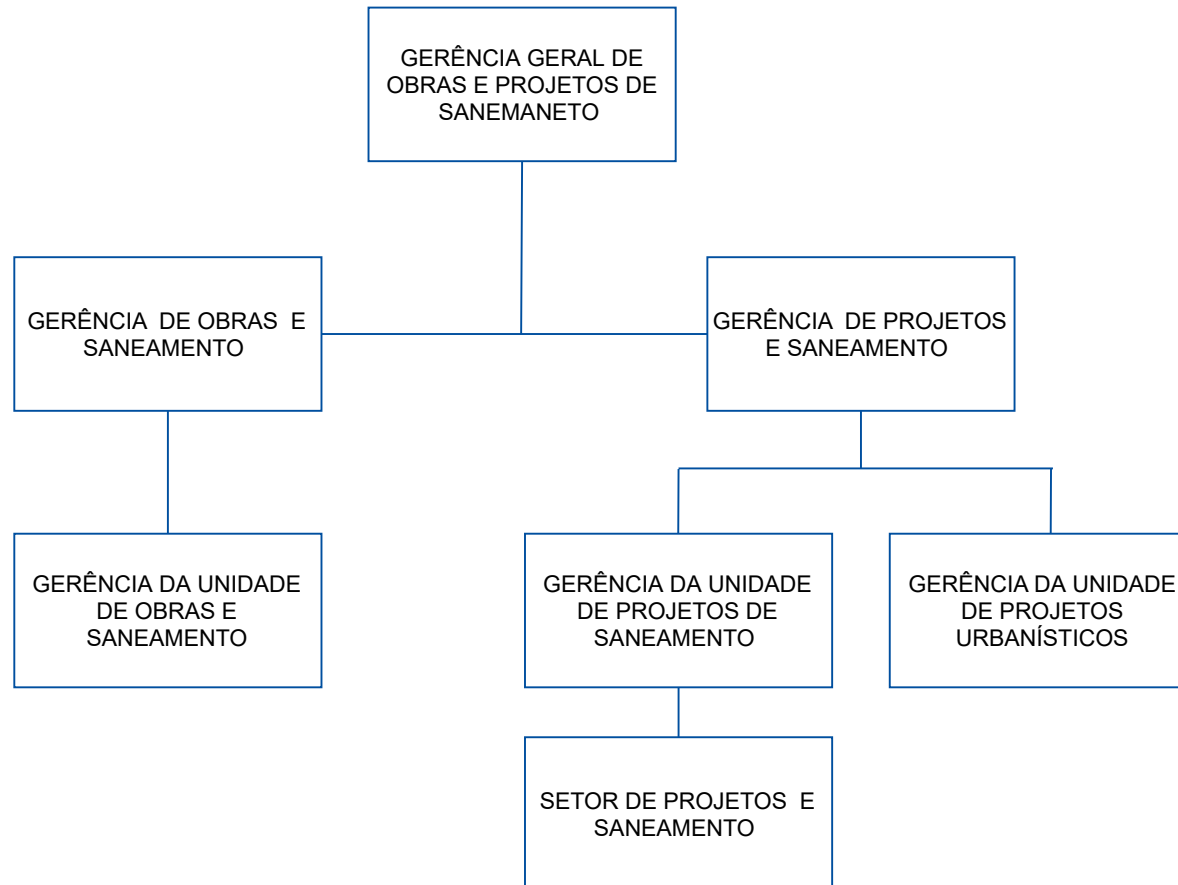 GERÊNCIA GERAL DE
OBRAS E PROJETOS DE
SANEMANETO
GERÊNCIA  DE OBRAS  E
SANEAMENTO
GERÊNCIA  DE PROJETOS
E SANEAMENTO
GERÊNCIA DA UNIDADE
DE OBRAS E
SANEAMENTO
GERÊNCIA DA UNIDADE
DE PROJETOS DE
SANEAMENTO
GERÊNCIA DA UNIDADE
DE PROJETOS
URBANÍSTICOS
SETOR DE PROJETOS  E
SANEAMENTO